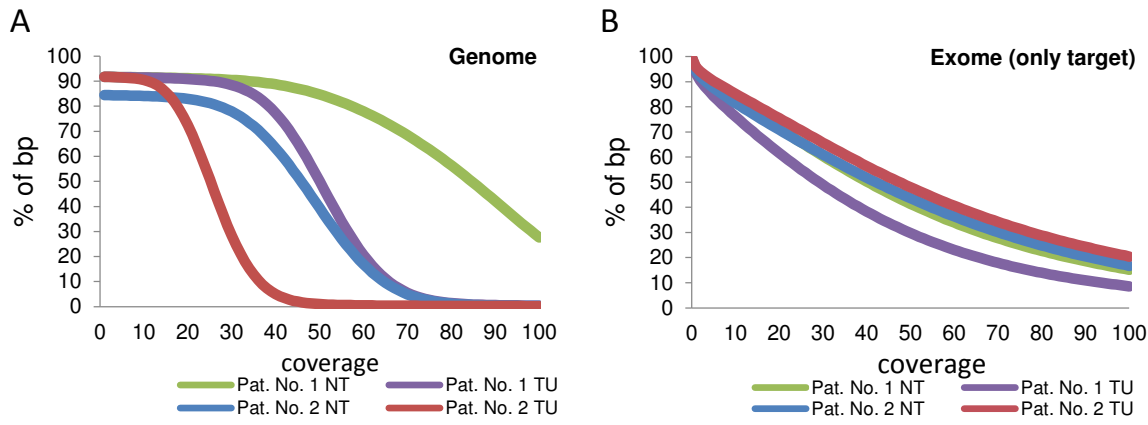 A
Genome
% of bp
100
90
80
70
60
50
40
30
20
10
0
0 10 20 30 40 50 60 70 80 90 100
coverage
Pat. No. 1 NT Pat. No. 1 TU
Pat. No. 2 NT Pat. No. 2 TU
B
Exome (only target)
% of bp
100
90
80
70
60
50
40
30
20
10
0
0 10 20 30 40 50 60 70 80 90 100
coverage
Pat. No. 1 NT Pat. No. 1 TU
Pat. No. 2 NT Pat. No. 2 TU